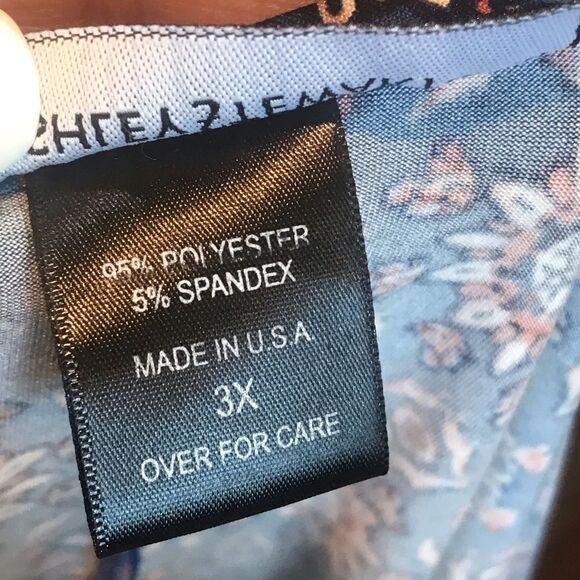 95% POLYESTER
5% SPANDEX
MADE IN U.S.A.
3X
OVER FOR CARE